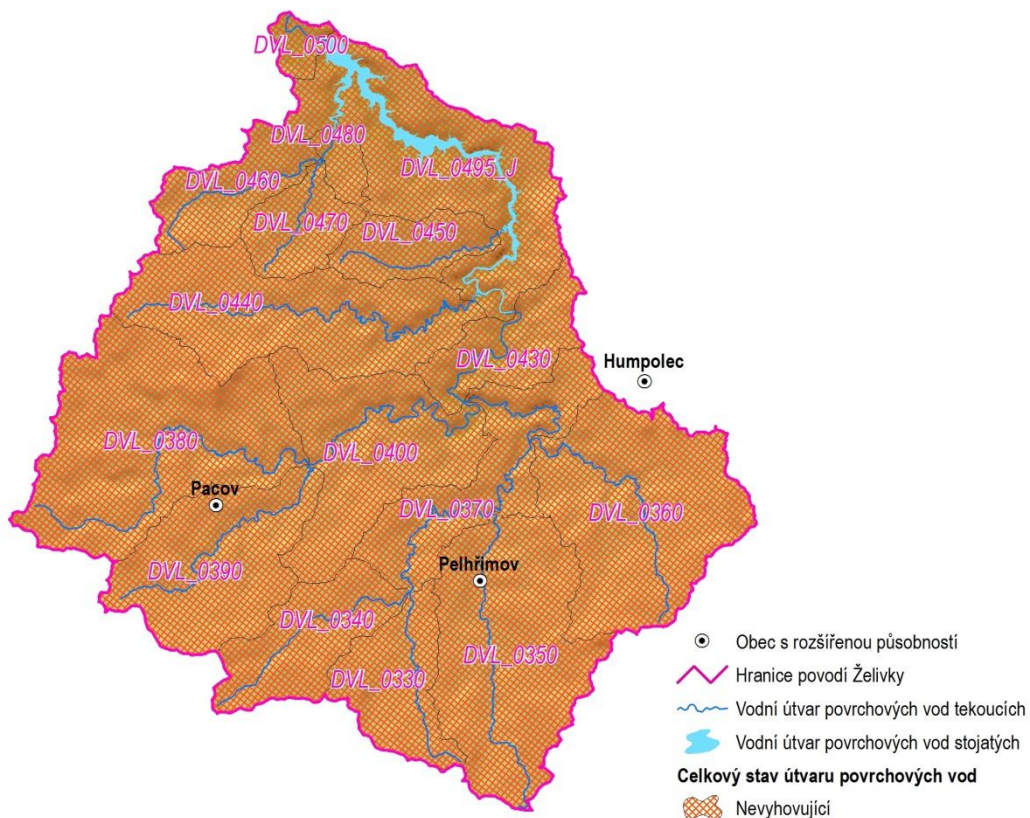 DVL_0500
DVL_0480
DVL_0495_J
DVL_0460
DVL_0470
DVL_0450
DVL_0440
DVL_0430
Humpolec
DVL_0380
DVL_0400
Pacov
DVL_0370
DVL_0360
DVL_0390
Pelhřimov
DVL_0340
DVL_0350
DVL_0330
Obec s rozšířenou působností
Hranice povodí Želivky
Vodní útvar povrchových vod tekoucích
Vodní útvar povrchových vod stojatých
Celkový stav útvaru povrchových vod
Nevyhovující